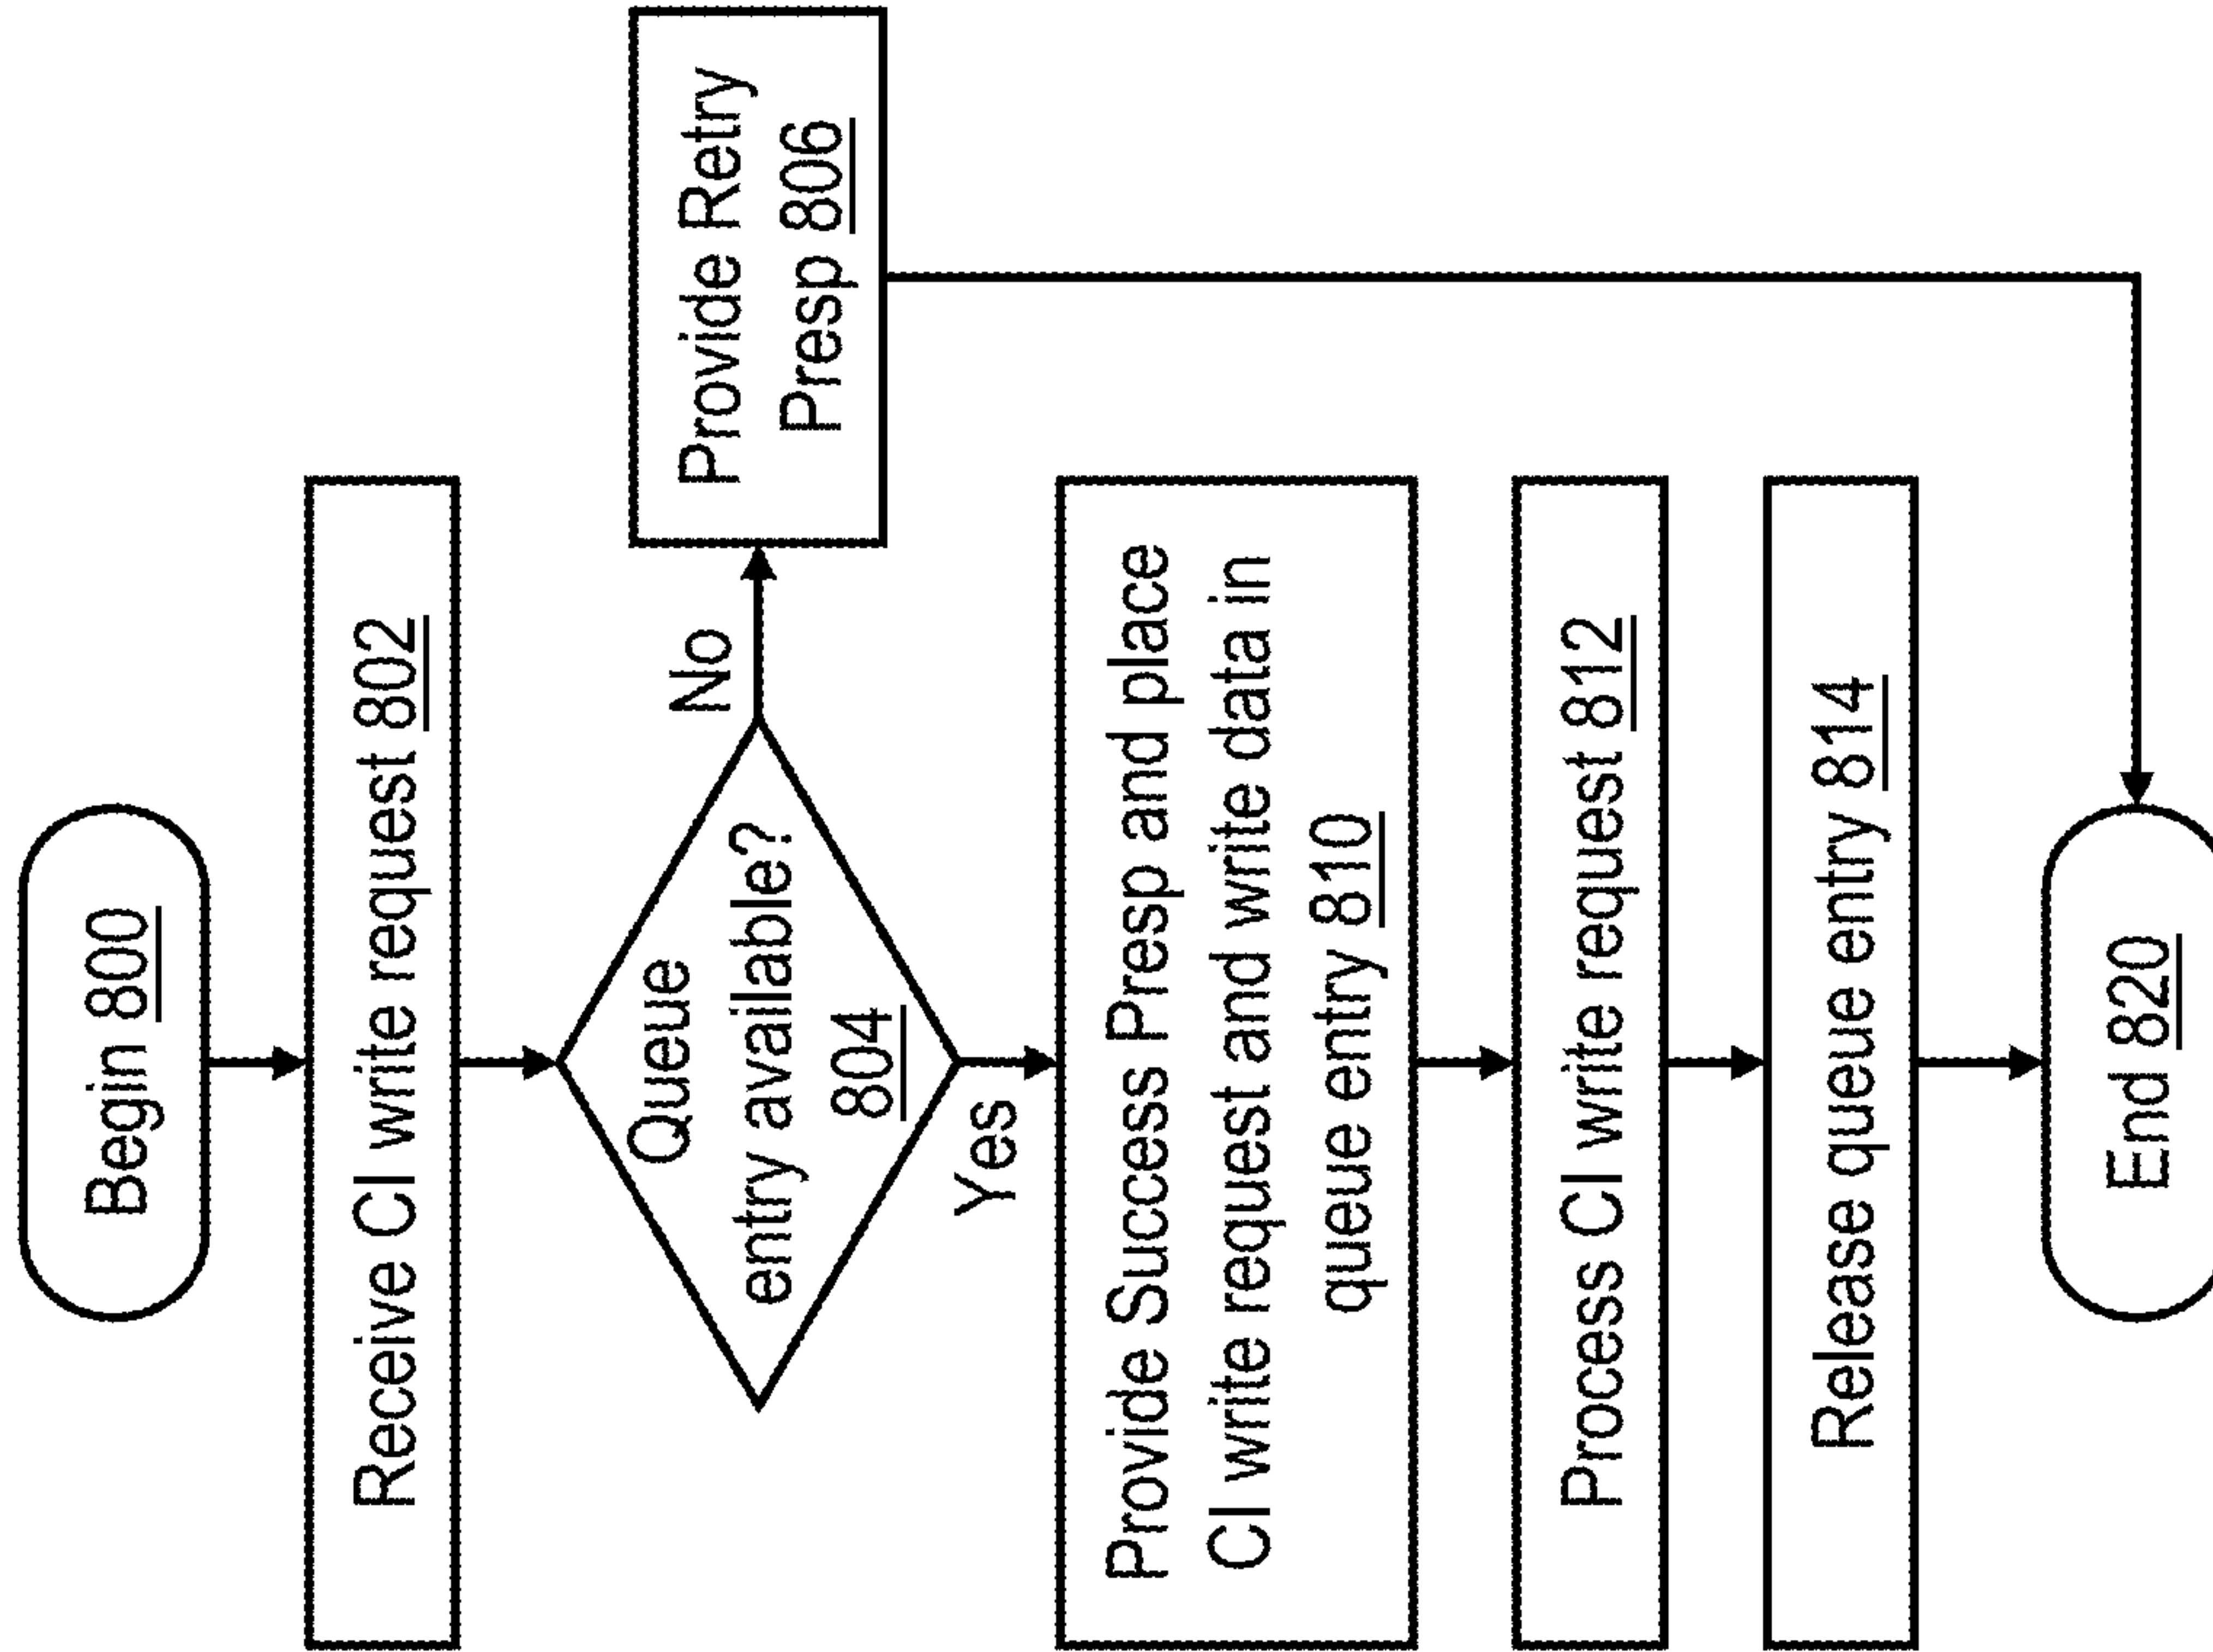 Begin 800
Receive CI write request 802
Queue
entry available?
804
No
Provide Retry
Presp 806
Yes
Provide Success Presp and place
CI write request and write data in
queue entry 810
Process CI write request 812
Release queue entry 814
End 820